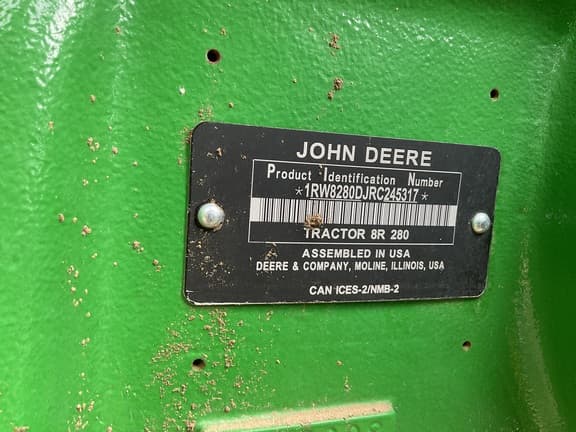 JOHN DEERE
Product Identification Number
*1RW8280DJRC245317*
TRACTOR 8R 280
ASSEMBLED IN USA
DEERE & COMPANY, MOLINE, ILLINOIS, USA
CAN ICES-2/NMB-2